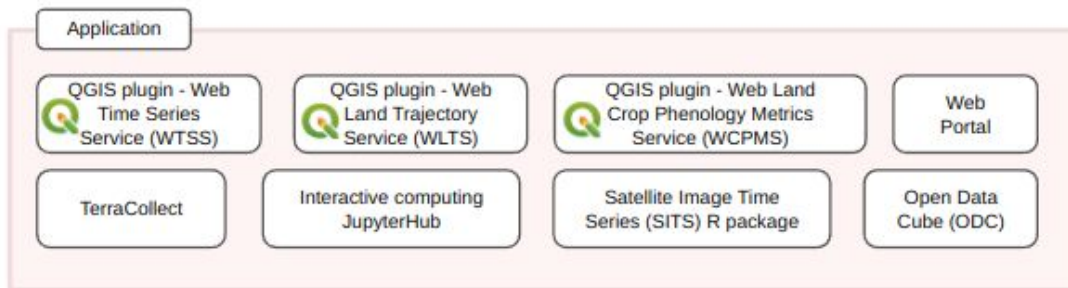 Application
QGIS plugin - Web
Time Series
Service (WTSS)
QGIS plugin - Web
Land Trajectory
Service (WLTS)
QGIS plugin - Web Land
Crop Phenology Metrics
Service (WCPMS)
Web
Portal
TerraCollect
Interactive computing
JupyterHub
Satellite Image Time
Series (SITS) R package
Open Data
Cube (ODC)